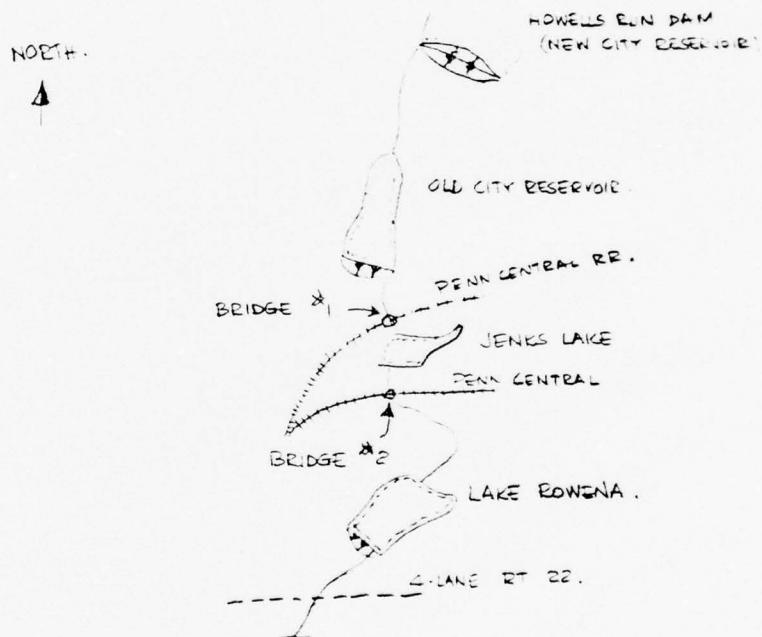 HOWELLS RUN DAM
(NEW CITY RESERVOIR)
NORTH.
OLD CITY RESERVOIR.
PENN CENTRAL RR.
BRIDGE #1
JENKS LAKE
PENN CENTRAL
BRIDGE #2
LAKE ROWENA.
4-LANE RT 22.